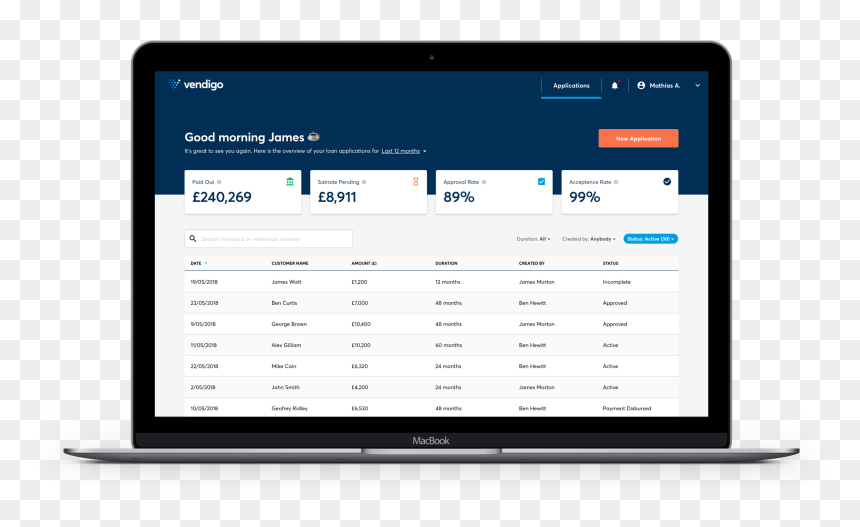 vendigo
Applications
Mathias A.
Good morning James
It's great to see you again. Here is the overview of your loan applications for Last 12 months
New Application
Paid Out
£240,269
Satnote Pending
£8,911
Approval Rate
89%
Acceptance Rate
99%
Search keyword or reference number
Duration: All
Created by: Anybody
Status: Active (30)
DATE CUSTOMER NAME AMOUNT (£) DURATION CREATED BY STATUS
19/05/2018 James Watt £1,200 12 months James Morton Incomplete
23/05/2018 Ben Curtis £7,000 48 months Ben Hewitt Approved
9/05/2018 George Brown £10,400 48 months James Morton Approved
11/05/2018 Alex Gilliam £10,200 60 months Ben Hewitt Active
22/05/2018 Mike Cain £6,320 24 months Ben Hewitt Active
2/05/2018 John Smith £4,200 24 months James Morton Active
10/05/2018 Geofrey Ridley £6,530 48 months Ben Hewitt Payment Disbursed
MacBook